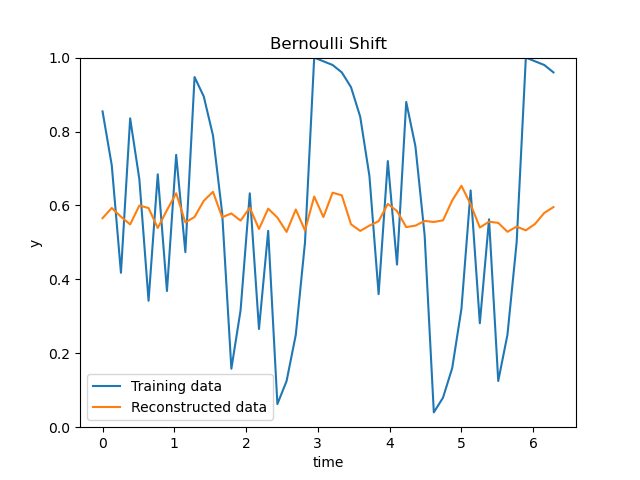 Bernoulli Shift
1.0
0.8
0.6
0.4
0.2
0.0
y
Training data
Reconstructed data
0 1 2 3 4 5 6
time